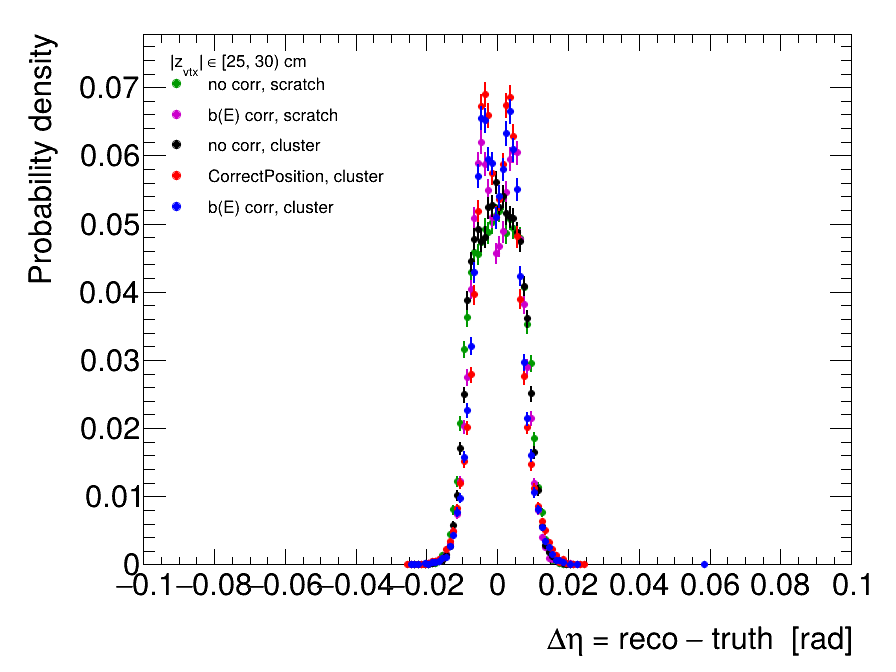 Probability density
|z_vtx| ∈ [25, 30) cm
no corr, scratch
b(E) corr, scratch
no corr, cluster
CorrectPosition, cluster
b(E) corr, cluster
0.07
0.06
0.05
0.04
0.03
0.02
0.01
0
−0.1 −0.08 −0.06 −0.04 −0.02 0 0.02 0.04 0.06 0.08 0.1
Δη = reco − truth [rad]